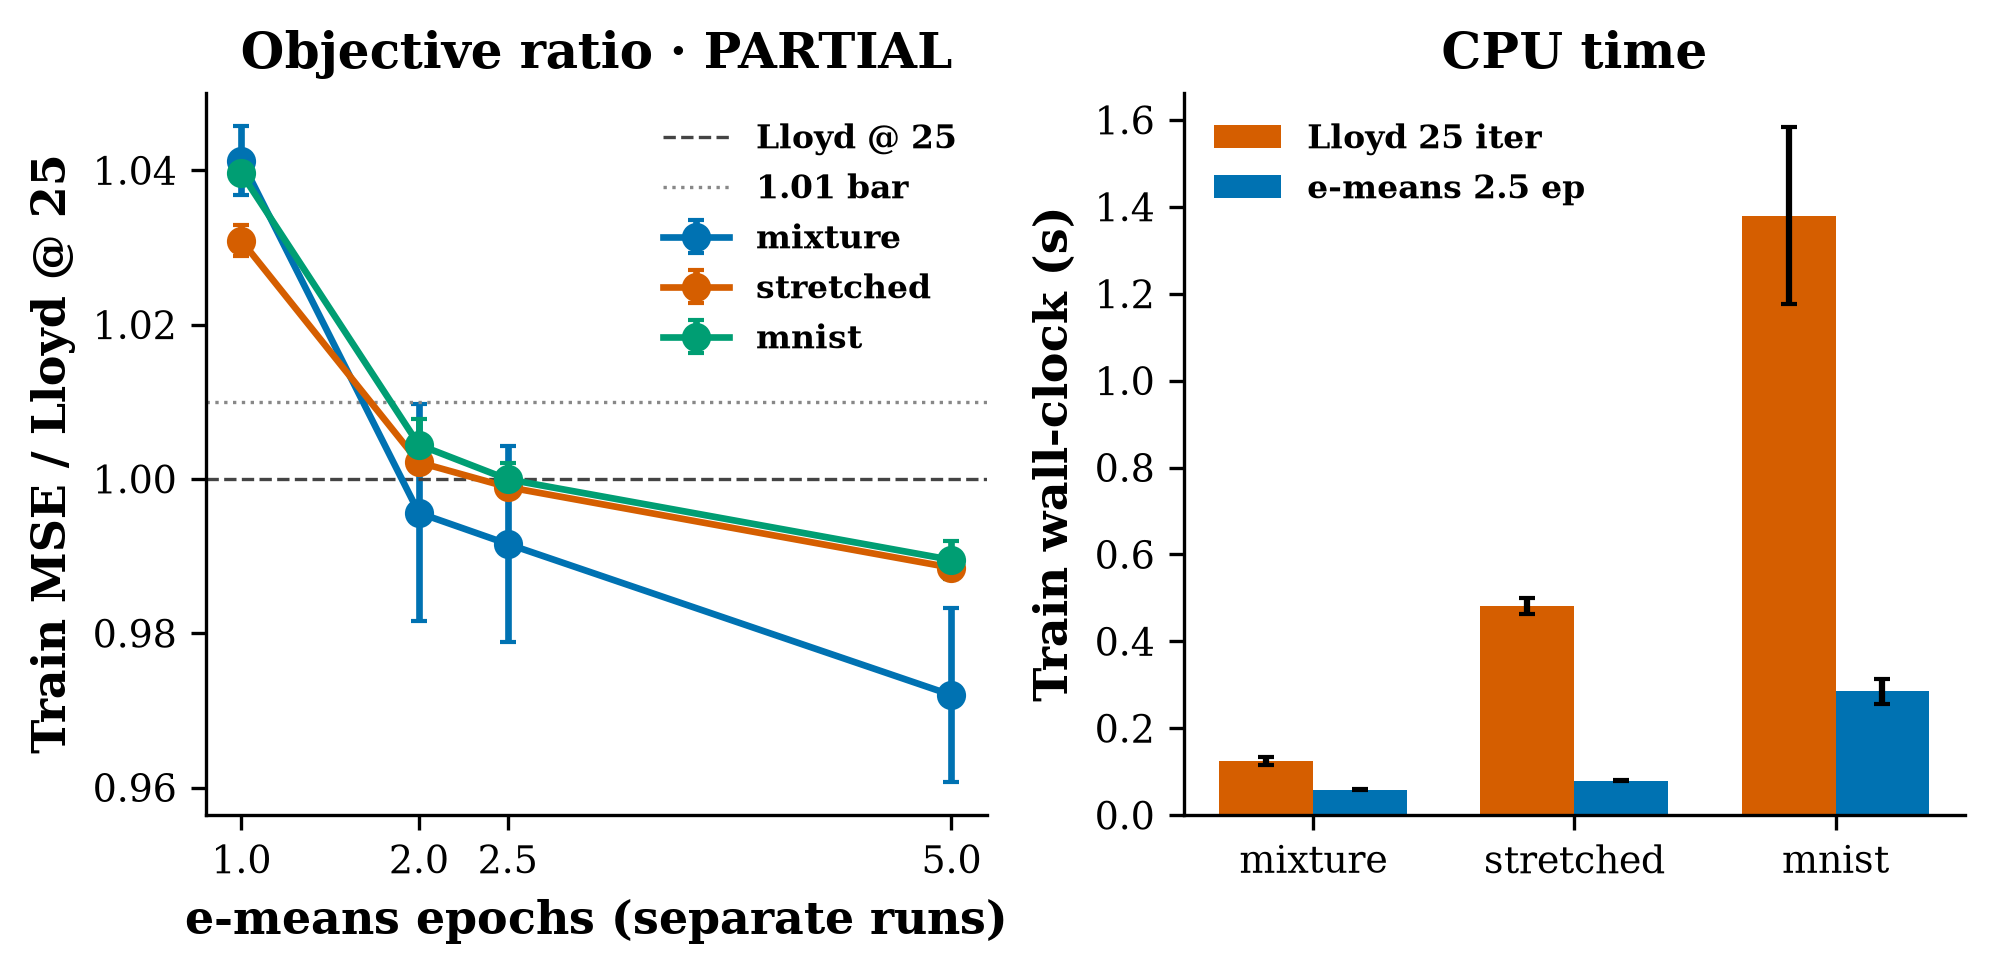 Objective ratio · PARTIAL
Train MSE / Lloyd @ 25
1.04
1.02
1.00
0.98
0.96
Lloyd @ 25
1.01 bar
mixture
stretched
mnist
1.0 2.0 2.5 5.0
e-means epochs (separate runs)
CPU time
Train wall-clock (s)
1.6
1.4
1.2
1.0
0.8
0.6
0.4
0.2
0.0
Lloyd 25 iter
e-means 2.5 ep
mixture stretched mnist